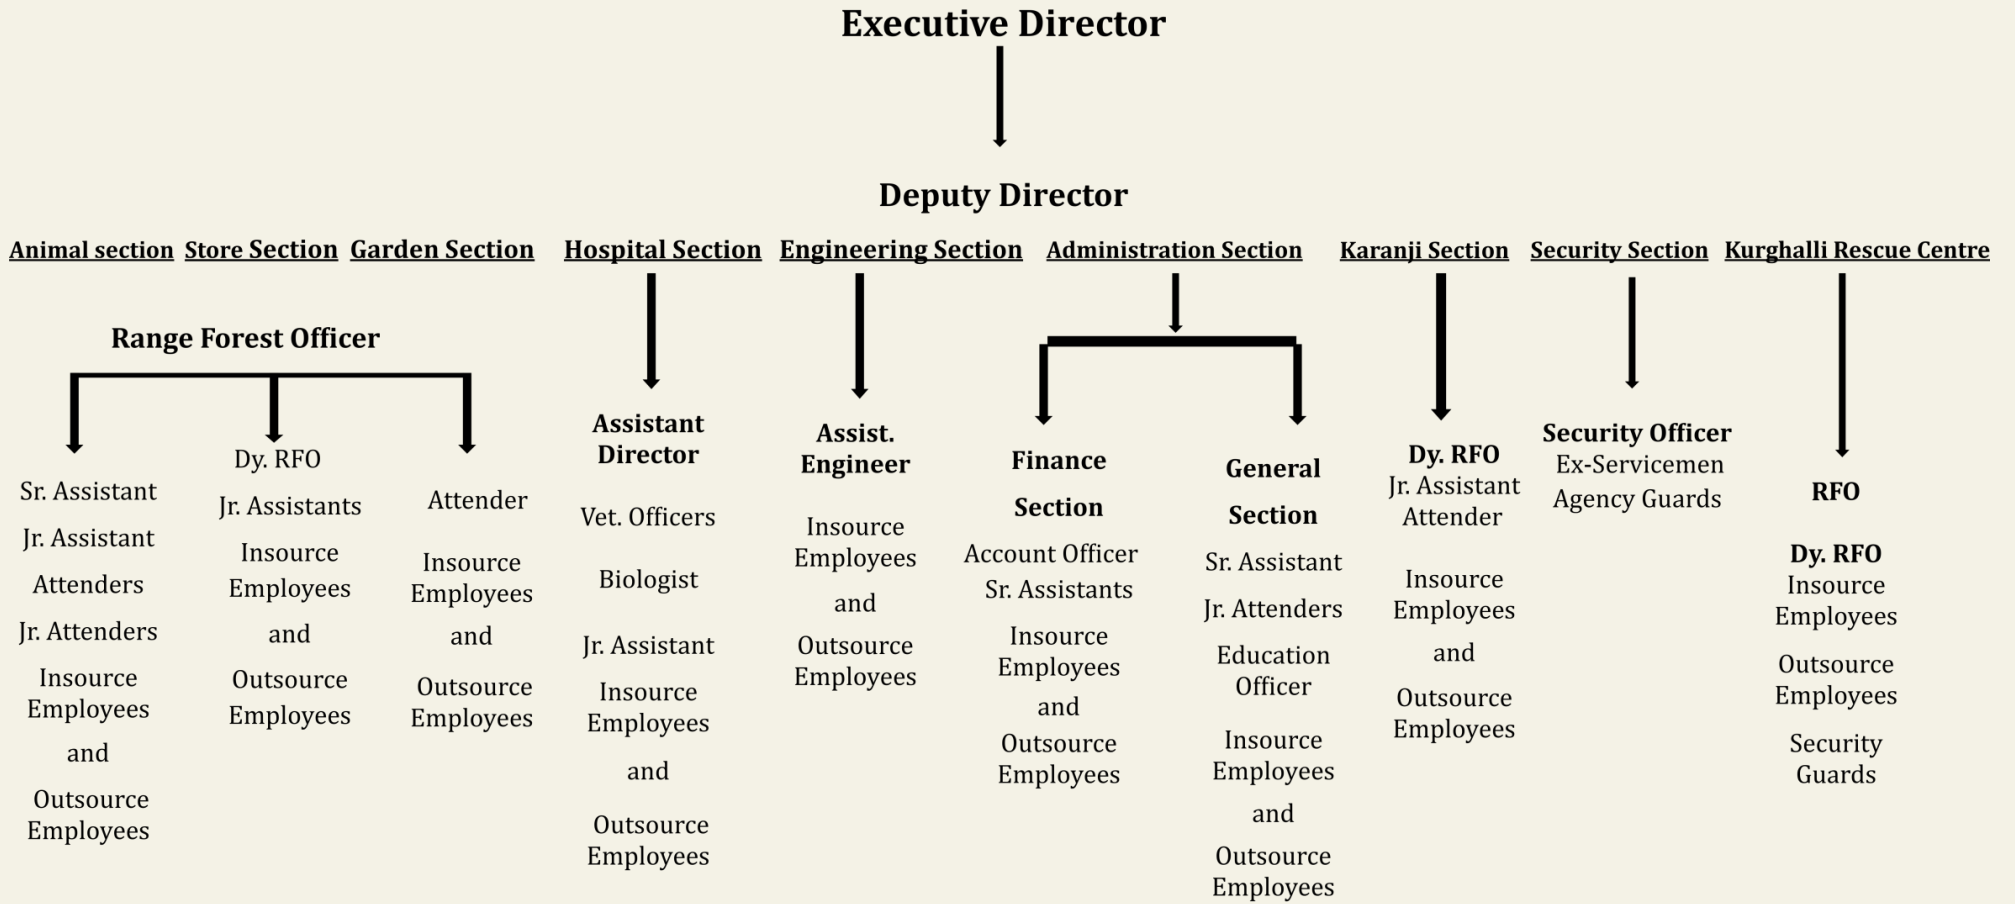 Executive Director
Deputy Director
Animal section
Store Section
Garden Section
Hospital Section
Engineering Section
Administration Section
Karanji Section
Security Section
Kurghalli Rescue Centre
Range Forest Officer
Sr. Assistant
Jr. Assistant
Attenders
Jr. Attenders
Insource
Employees
and
Outsource
Employees
Dy. RFO
Jr. Assistants
Insource
Employees
and
Outsource
Employees
Attender
Insource
Employees
and
Outsource
Employees
Assistant
Director
Vet. Officers
Biologist
Jr. Assistant
Insource
Employees
and
Outsource
Employees
Assist.
Engineer
Insource
Employees
and
Outsource
Employees
Finance
Section
Account Officer
Sr. Assistants
Insource
Employees
and
Outsource
Employees
General
Section
Sr. Assistant
Jr. Attenders
Education
Officer
Insource
Employees
and
Outsource
Employees
Dy. RFO
Jr. Assistant
Attender
Insource
Employees
and
Outsource
Employees
Security Officer
Ex-Servicemen
Agency Guards
RFO
Dy. RFO
Insource
Employees
Outsource
Employees
Security
Guards